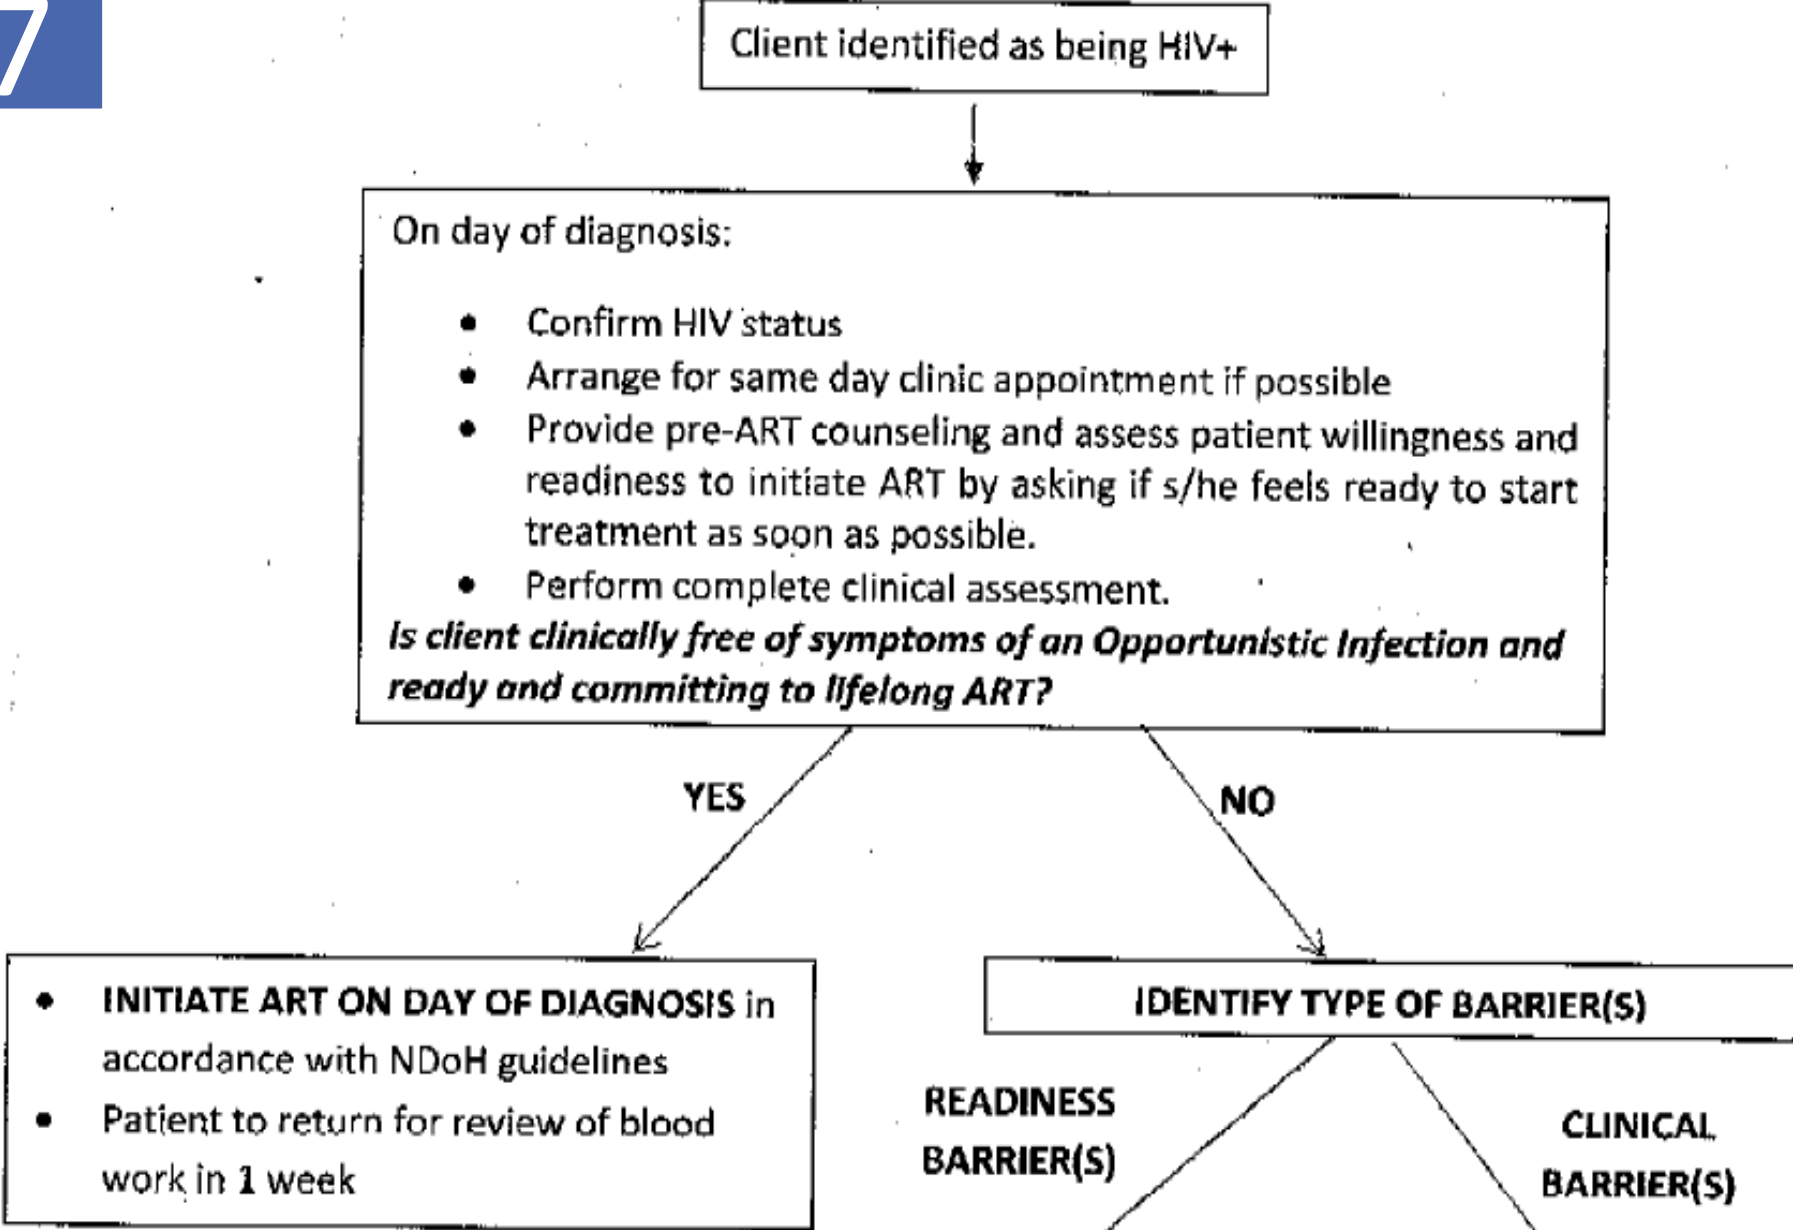 7
Client identified as being HIV+
On day of diagnosis:
• Confirm HIV status
• Arrange for same day clinic appointment if possible
• Provide pre-ART counseling and assess patient willingness and
readiness to initiate ART by asking if s/he feels ready to start
treatment as soon as possible.
• Perform complete clinical assessment.
Is client clinically free of symptoms of an Opportunistic Infection and
ready and committing to lifelong ART?
YES
NO
• INITIATE ART ON DAY OF DIAGNOSIS in
accordance with NDoH guidelines
• Patient to return for review of blood
work in 1 week
IDENTIFY TYPE OF BARRIER(S)
READINESS
BARRIER(S)
CLINICAL
BARRIER(S)